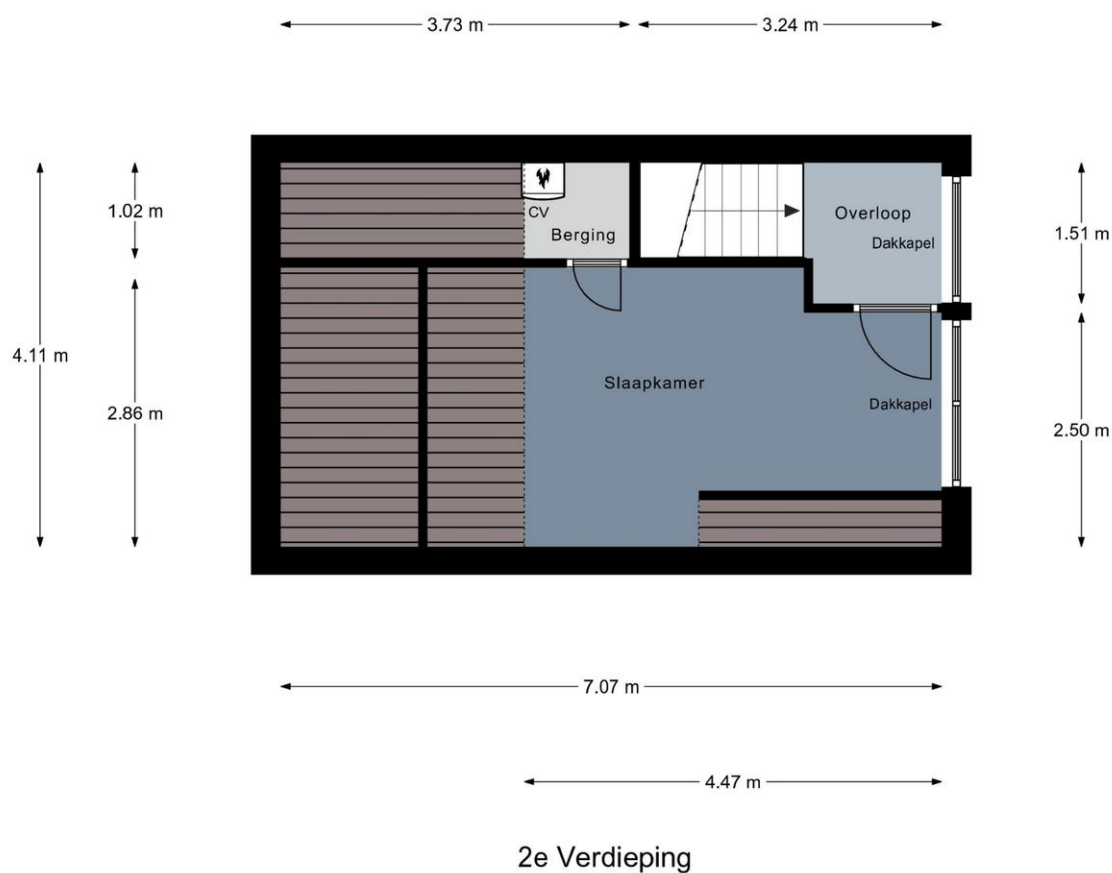 3.73 m
3.24 m
1.02 m
CV
Berging
Overloop
Dakkapel
1.51 m
4.11 m
2.86 m
Slaapkamer
Dakkapel
2.50 m
7.07 m
4.47 m
2e Verdieping